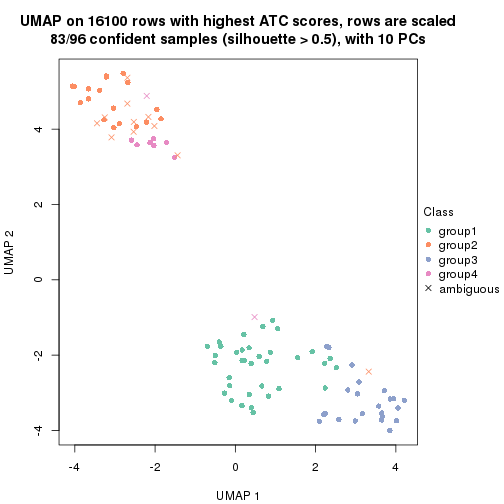 UMAP on 16100 rows with highest ATC scores, rows are scaled
83/96 confident samples (silhouette > 0.5), with 10 PCs
UMAP 2
4
2
0
-2
-4
-4
-2
0
2
4
UMAP 1
Class
group1
group2
group3
group4
ambiguous